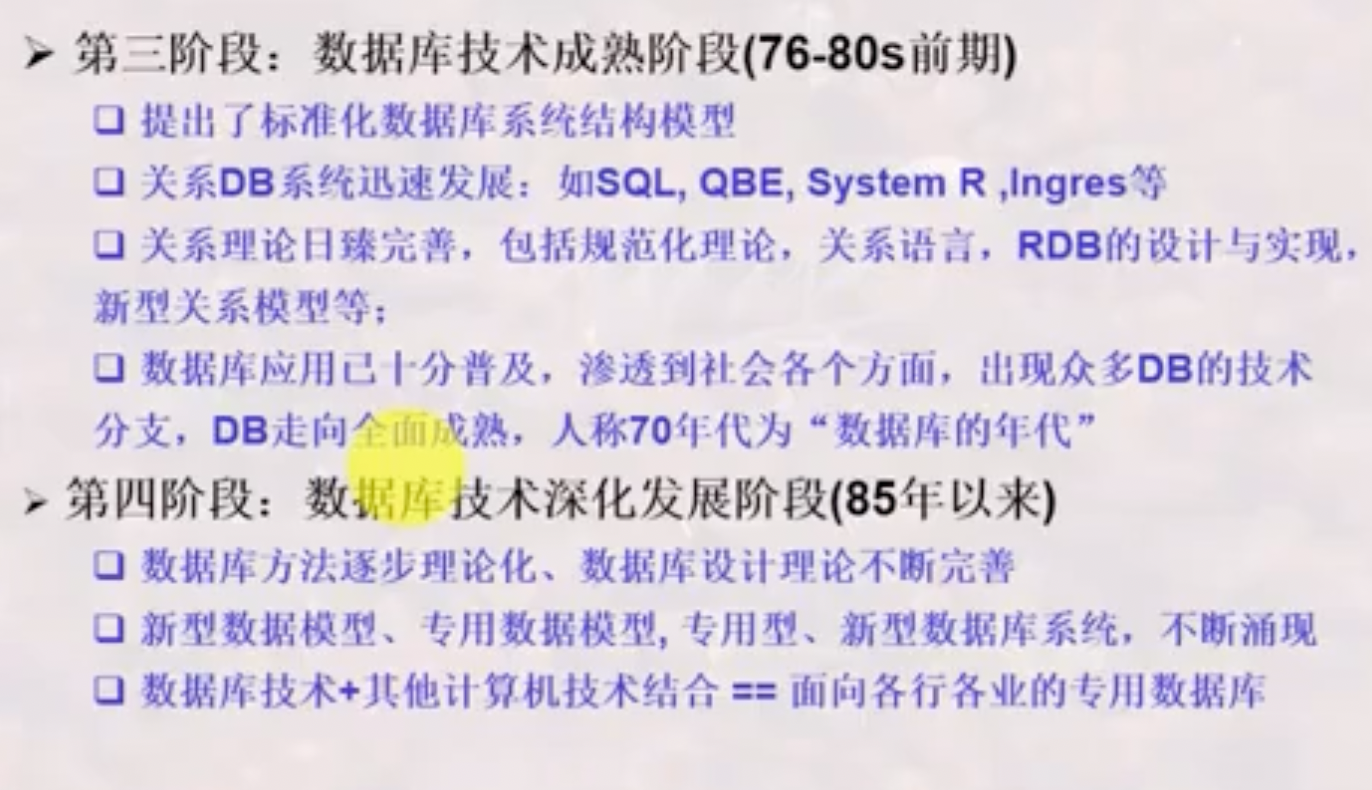 ➢ 第三阶段：数据库技术成熟阶段(76-80s前期)
❑ 提出了标准化数据库系统结构模型
❑ 关系DB系统迅速发展：如SQL, QBE, System R ,Ingres等
❑ 关系理论日臻完善，包括规范化理论，关系语言，RDB的设计与实现，
新型关系模型等；
❑ 数据库应用已十分普及，渗透到社会各个方面，出现众多DB的技术
分支，DB走向全面成熟，人称70年代为“数据库的年代”
➢ 第四阶段：数据库技术深化发展阶段(85年以来)
❑ 数据库方法逐步理论化、数据库设计理论不断完善
❑ 新型数据模型、专用数据模型, 专用型、新型数据库系统，不断涌现
❑ 数据库技术+其他计算机技术结合 == 面向各行各业的专用数据库